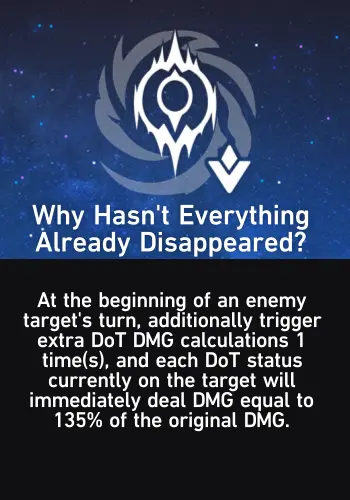 Why Hasn't Everything
Already Disappeared?
At the beginning of an enemy
target's turn, additionally trigger
extra DoT DMG calculations 1
time(s), and each DoT status
currently on the target will
immediately deal DMG equal to
135% of the original DMG.